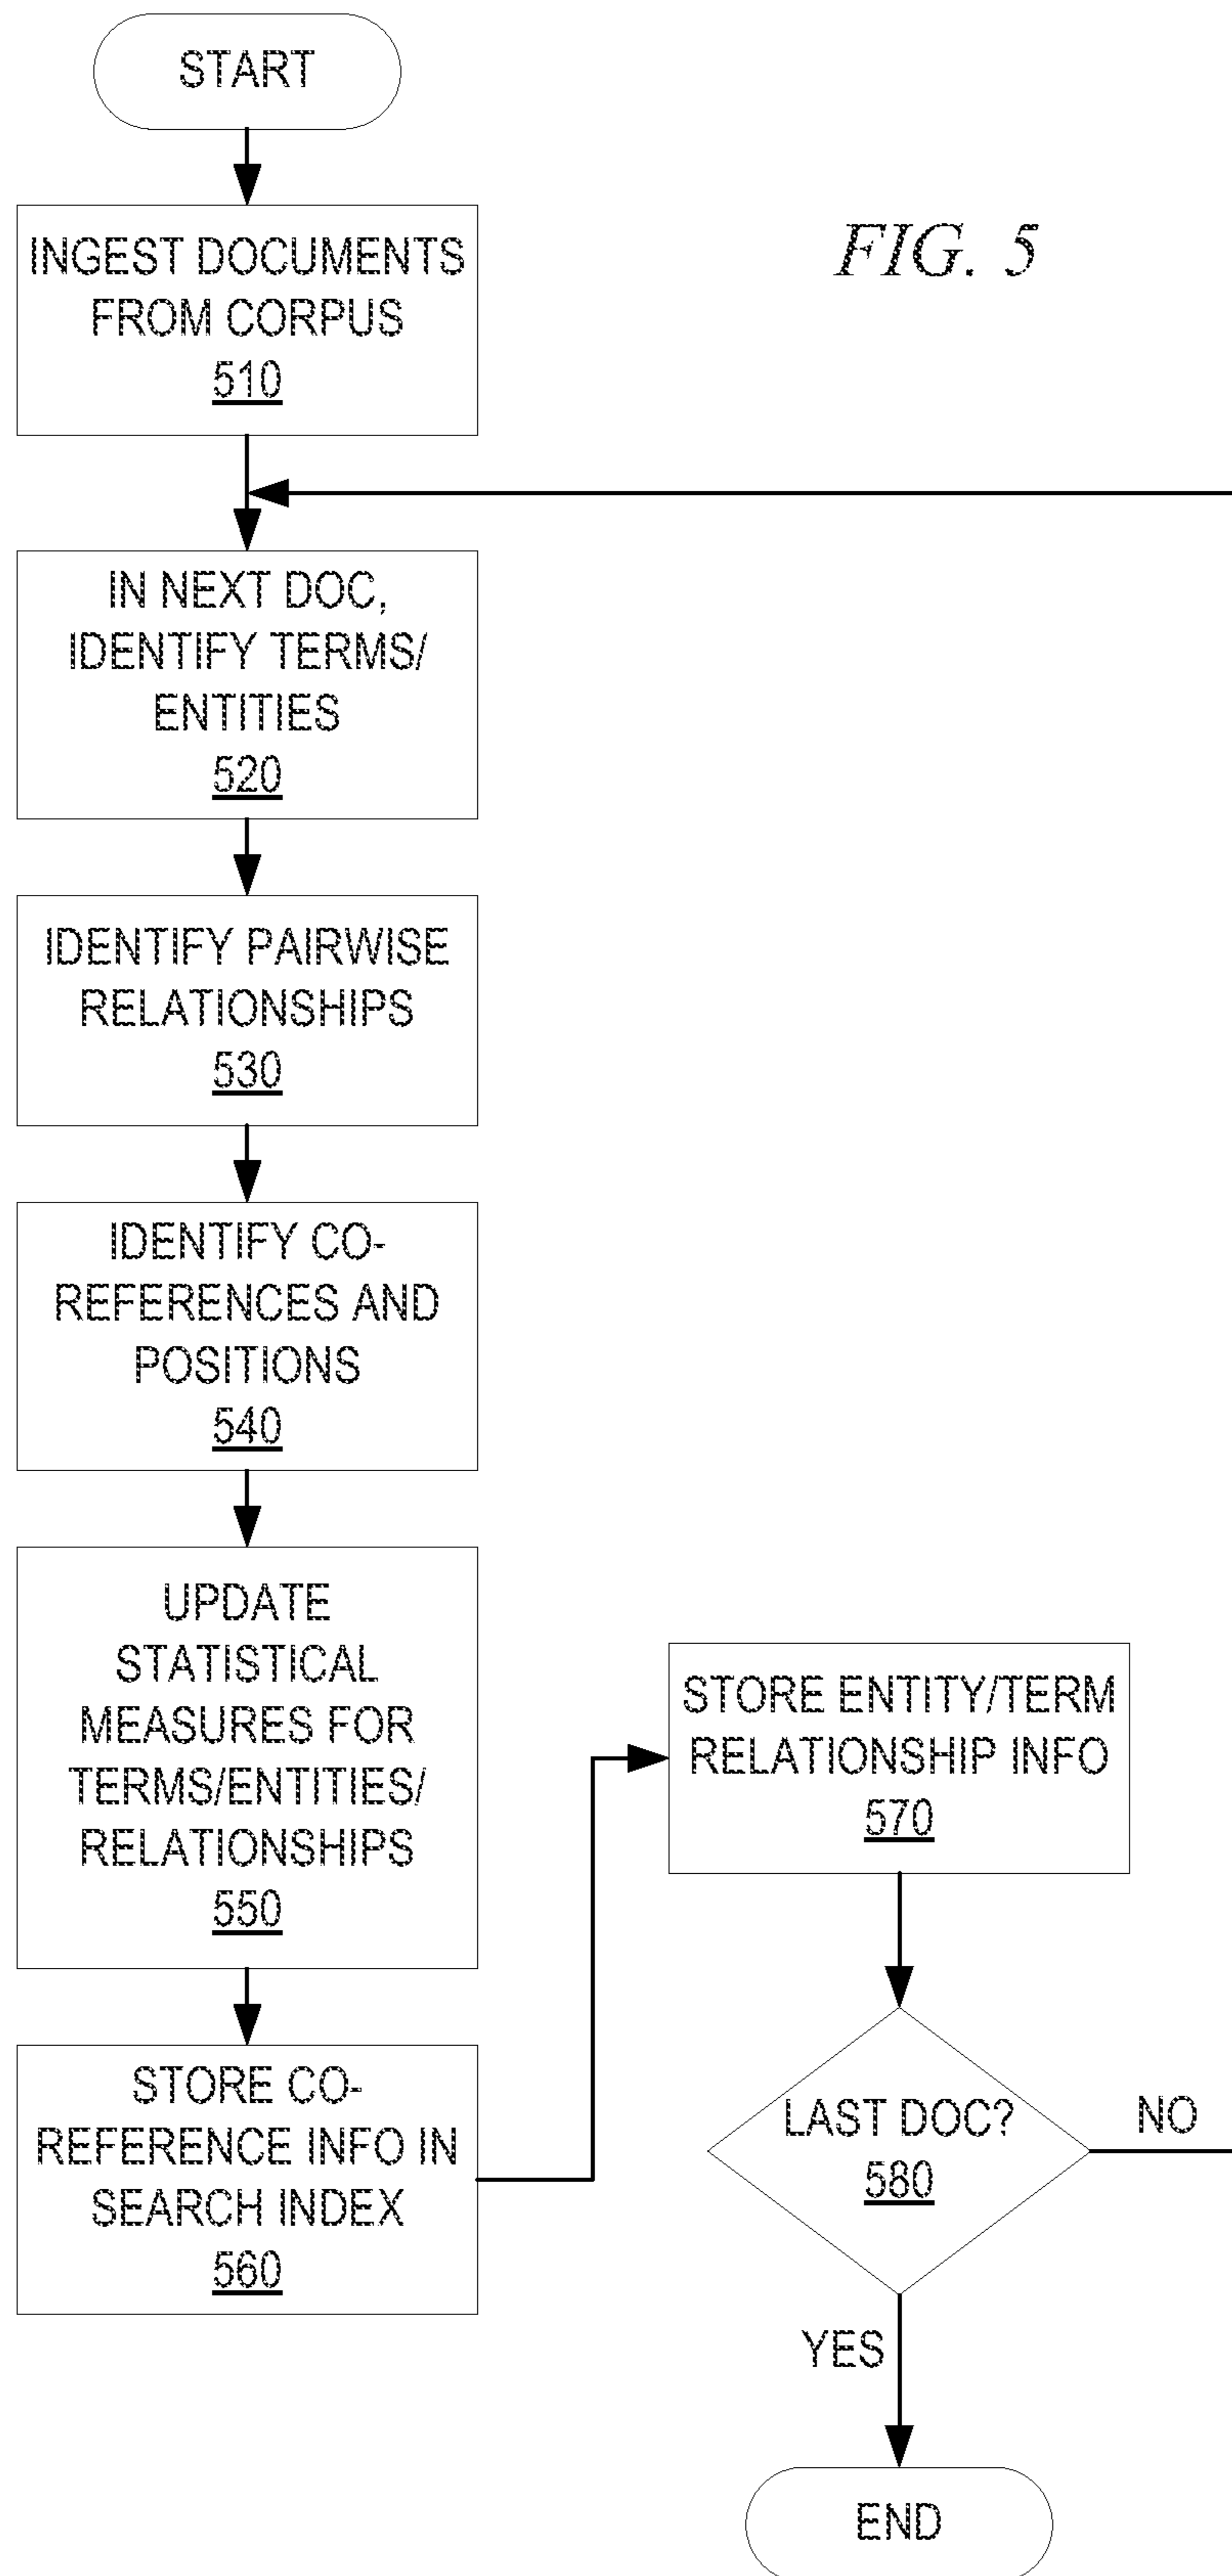 START
FIG. 5
INGEST DOCUMENTS
FROM CORPUS
510
IN NEXT DOC,
IDENTIFY TERMS/
ENTITIES
520
IDENTIFY PAIRWISE
RELATIONSHIPS
530
IDENTIFY CO-
REFERENCES AND
POSITIONS
540
UPDATE
STATISTICAL
MEASURES FOR
TERMS/ENTITIES/
RELATIONSHIPS
550
STORE CO-
REFERENCE INFO IN
SEARCH INDEX
560
STORE ENTITY/TERM
RELATIONSHIP INFO
570
LAST DOC?
580
NO
YES
END